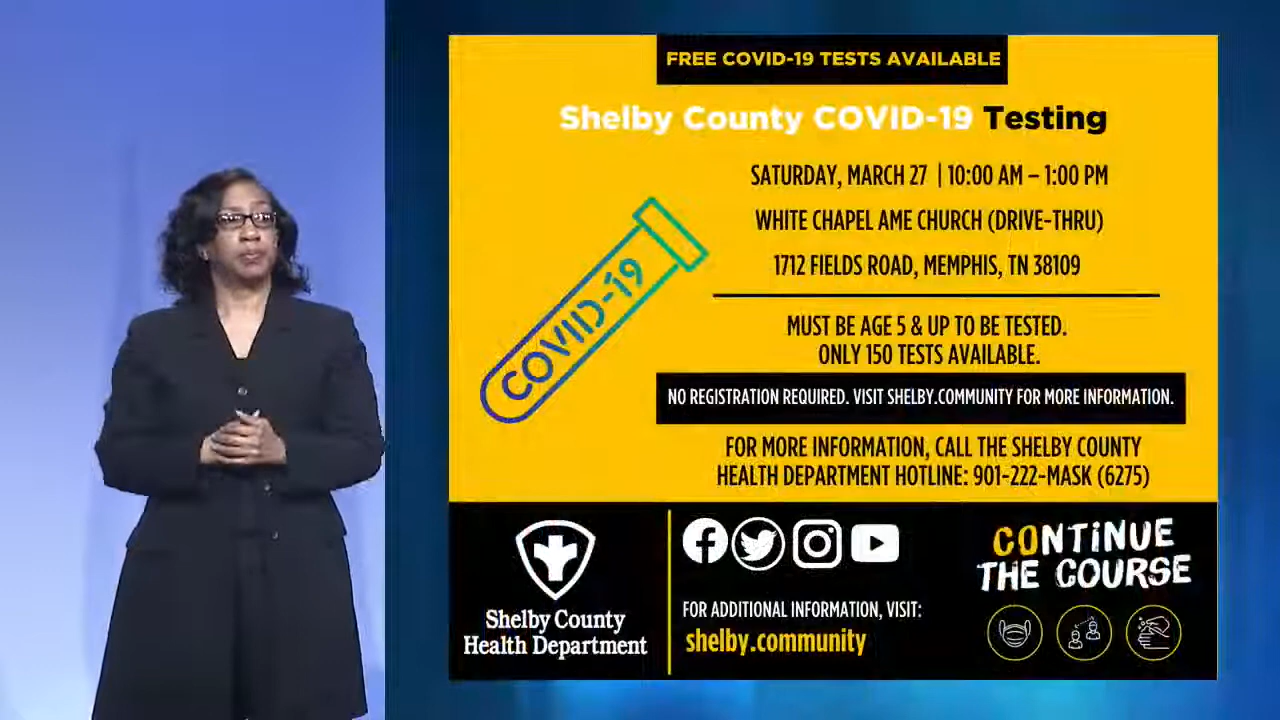 FREE COVID-19 TESTS AVAILABLE
Shelby County COVID-19 Testing
SATURDAY, MARCH 27 | 10:00 AM – 1:00 PM
WHITE CHAPEL AME CHURCH (DRIVE-THRU)
1712 FIELDS ROAD, MEMPHIS, TN 38109
COVID-19
MUST BE AGE 5 & UP TO BE TESTED.
ONLY 150 TESTS AVAILABLE.
NO REGISTRATION REQUIRED. VISIT SHELBY.COMMUNITY FOR MORE INFORMATION.
FOR MORE INFORMATION, CALL THE SHELBY COUNTY
HEALTH DEPARTMENT HOTLINE: 901-222-MASK (6275)
Shelby County
Health Department
FOR ADDITIONAL INFORMATION, VISIT:
shelby.community
CONTiNUE
THE COURSE